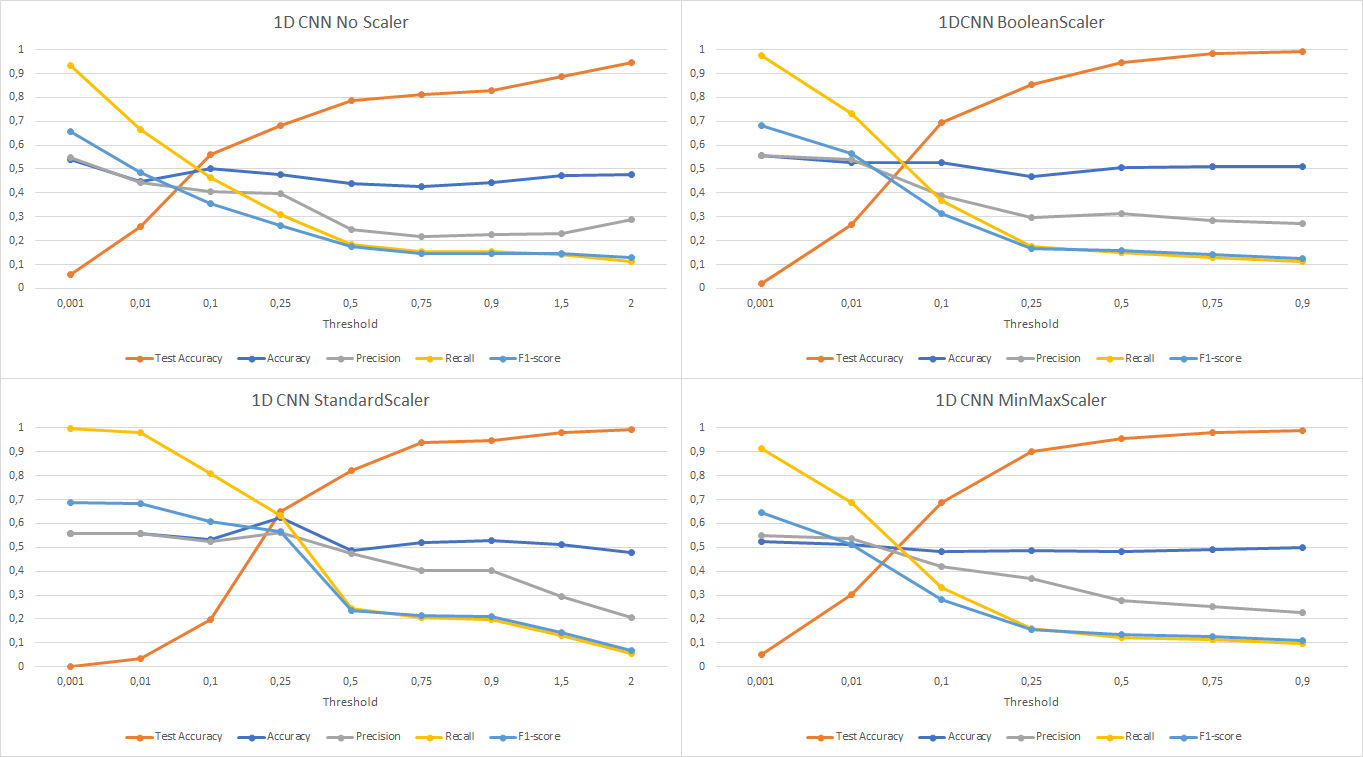 1D CNN No Scaler
1
0,9
0,8
0,7
0,6
0,5
0,4
0,3
0,2
0,1
0
0,001 0,01 0,1 0,25 0,5 0,75 0,9 1,5 2
Threshold
Test Accuracy Accuracy Precision Recall F1-score
1DCNN BooleanScaler
1
0,9
0,8
0,7
0,6
0,5
0,4
0,3
0,2
0,1
0
0,001 0,01 0,1 0,25 0,5 0,75 0,9
Threshold
Test Accuracy Accuracy Precision Recall F1-score
1D CNN StandardScaler
1
0,9
0,8
0,7
0,6
0,5
0,4
0,3
0,2
0,1
0
0,001 0,01 0,1 0,25 0,5 0,75 0,9 1,5 2
Threshold
Test Accuracy Accuracy Precision Recall F1-score
1D CNN MinMaxScaler
1
0,9
0,8
0,7
0,6
0,5
0,4
0,3
0,2
0,1
0
0,001 0,01 0,1 0,25 0,5 0,75 0,9
Threshold
Test Accuracy Accuracy Precision Recall F1-score